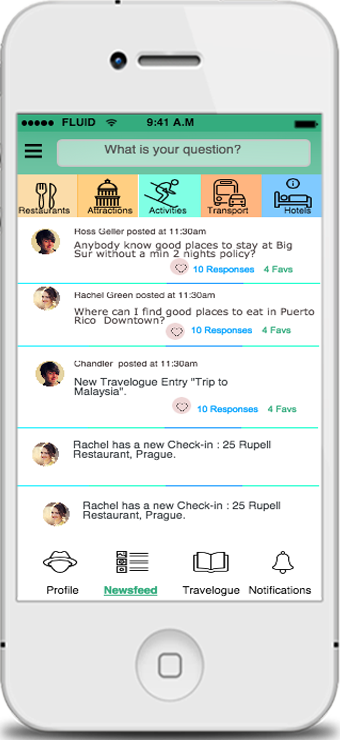 FLUID 9:41 A.M
What is your question?
Restaurants Attractions Activities Transport Hotels
Ross Geller posted at 11:30am
Anybody know good places to stay at Big
Sur without a min 2 nights policy?
10 Responses 4 Favs
Rachel Green posted at 11:30am
Where can I find good places to eat in Puerto
Rico Downtown?
10 Responses 4 Favs
Chandler posted at 11:30am
New Travelogue Entry "Trip to
Malaysia".
10 Responses 4 Favs
Rachel has a new Check-in : 25 Rupell
Restaurant, Prague.
Rachel has a new Check-in : 25 Rupell
Restaurant, Prague.
Profile Newsfeed Travelogue Notifications